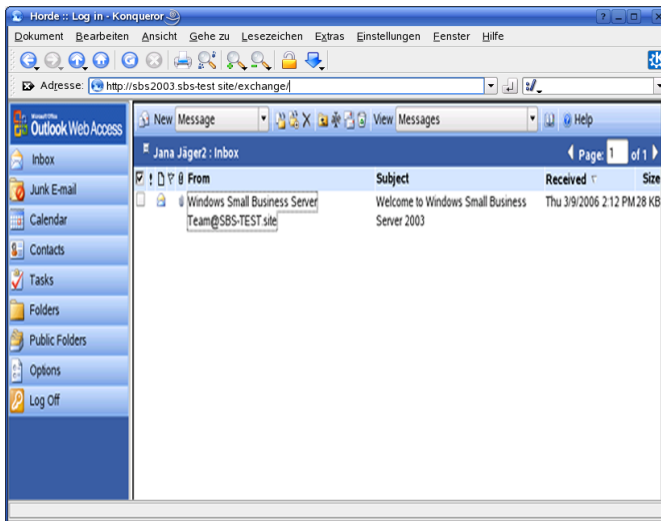 Horde :: Log in - Konqueror
Dokument Bearbeiten Ansicht Gehe zu Lesezeichen Extras Einstellungen Fenster Hilfe
Adresse: http://sbs2003.sbs-test site/exchange/
Outlook Web Access
New Message View Messages Help
Inbox
Jana Jäger2 : Inbox Page: 1 of 1
Junk E-mail
! From Subject Received Size
Windows Small Business Server Welcome to Windows Small Business Thu 3/9/2006 2:12 PM 28 KB
Team@SBS-TEST.site Server 2003
Calendar
Contacts
Tasks
Folders
Public Folders
Options
Log Off